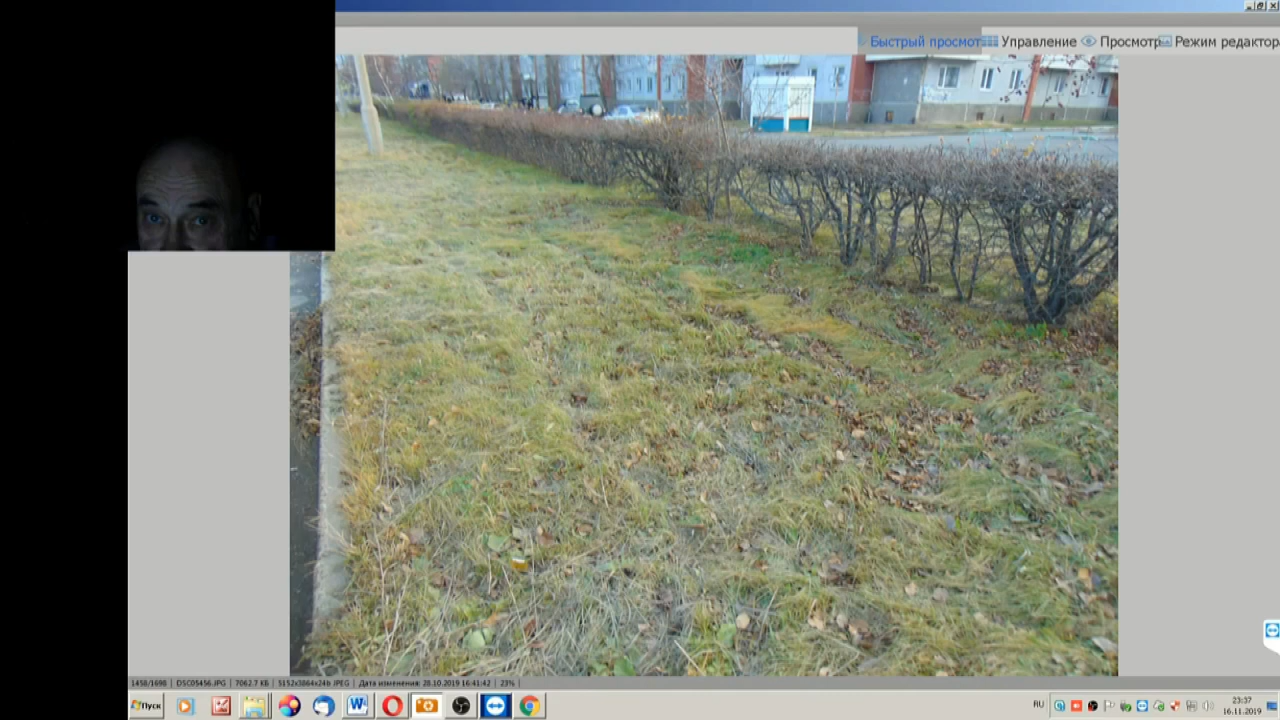 Быстрый просмот Управление Просмотр Режим редактор
1458/1698 DSC05456.JPG 7062.7 КБ 5152x3864x24b JPEG Дата изменения: 28.10.2019 16:41:42 23%
Пуск RU 23:37
16.11.2019